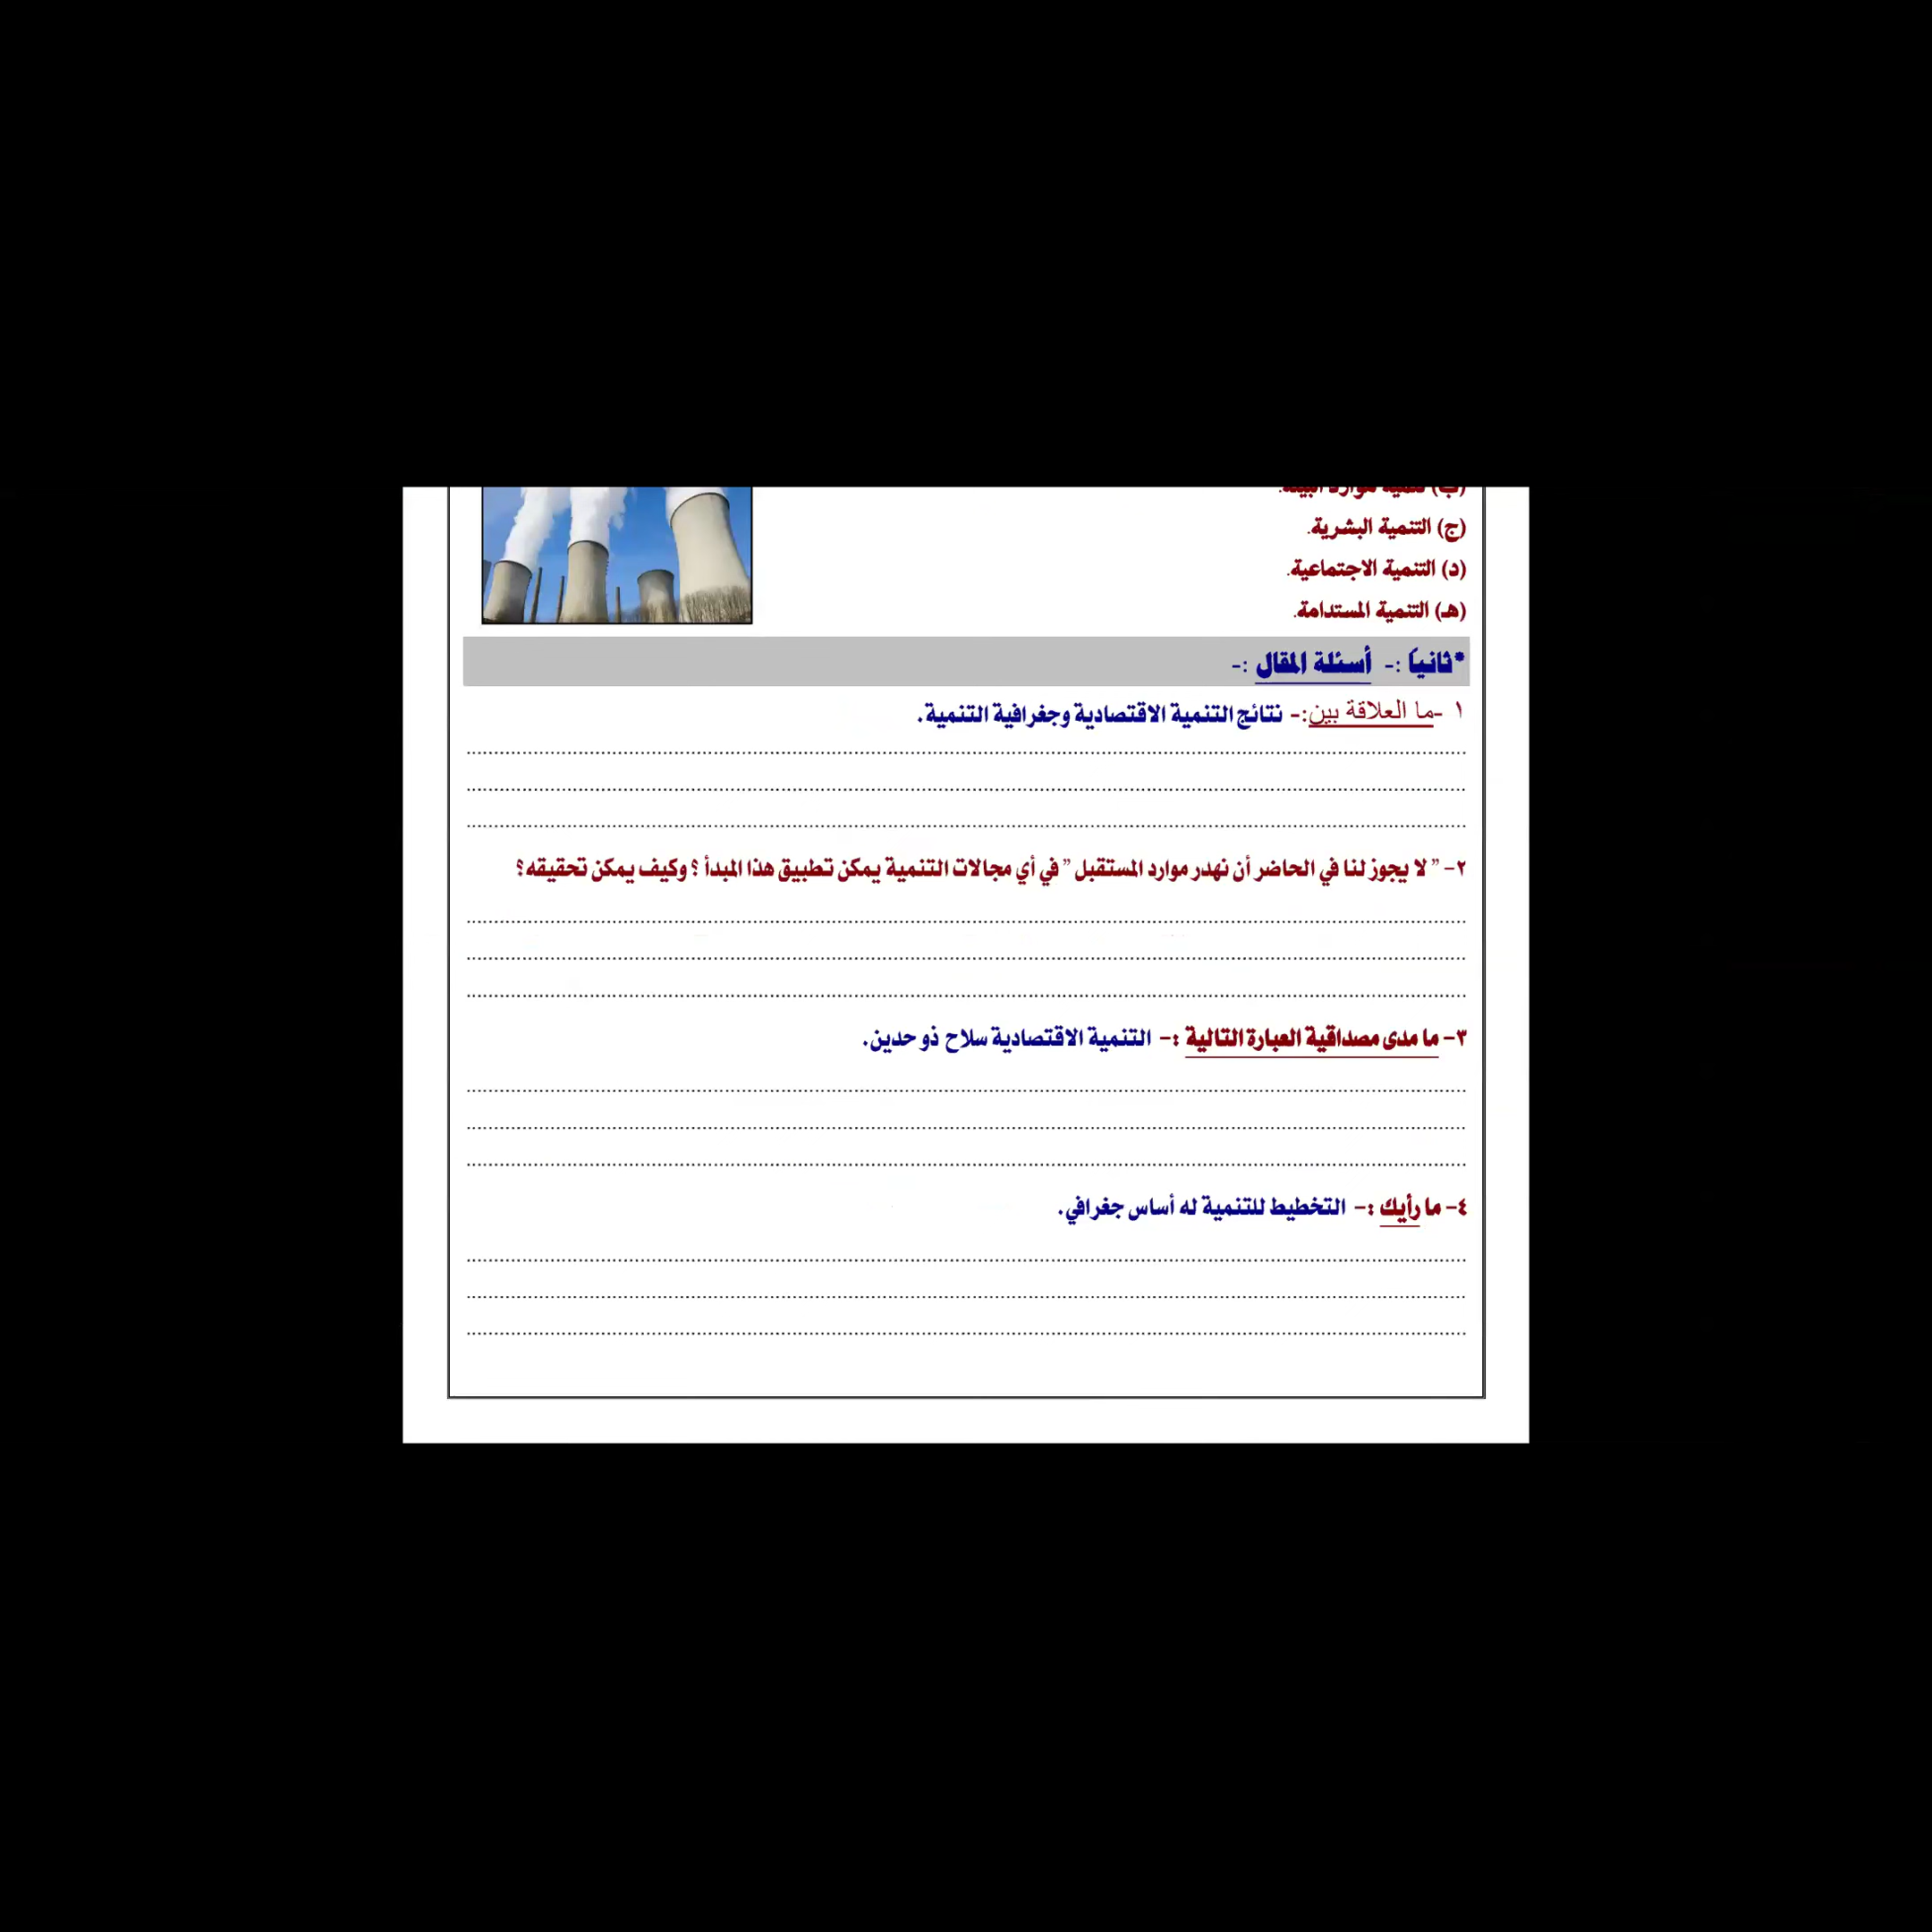 (ب) تنمية موارد البيئة.
(ج) التنمية البشرية.
(د) التنمية الاجتماعية.
(هـ) التنمية المستدامة.
*ثانياً :- أسئلة المقال :-
١ -ما العلاقة بين:- نتائج التنمية الاقتصادية وجغرافية التنمية.
٢- " لا يجوز لنا في الحاضر أن نهدر موارد المستقبل " في أي مجالات التنمية يمكن تطبيق هذا المبدأ ؟ وكيف يمكن تحقيقه؟
٣- ما مدى مصداقية العبارة التالية :- التنمية الاقتصادية سلاح ذو حدين.
٤- ما رأيك :- التخطيط للتنمية له أساس جغرافي.